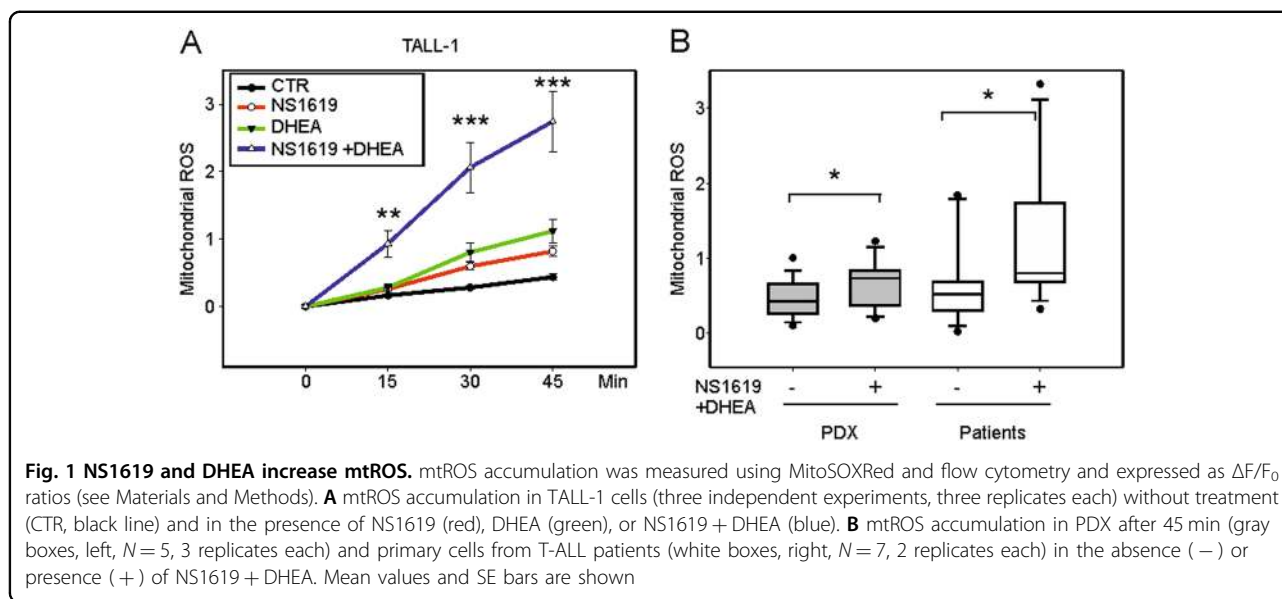 A
TALL-1
CTR
NS1619
DHEA
NS1619 +DHEA
**
***
***
Mitochondrial ROS
3
2
1
0
0 15 30 45 Min
B
*
*
Mitochondrial ROS
3
2
1
0
NS1619
+DHEA
- + - +
PDX Patients
Fig. 1 NS1619 and DHEA increase mtROS. mtROS accumulation was measured using MitoSOXRed and flow cytometry and expressed as ΔF/F₀
ratios (see Materials and Methods). A mtROS accumulation in TALL-1 cells (three independent experiments, three replicates each) without treatment
(CTR, black line) and in the presence of NS1619 (red), DHEA (green), or NS1619 + DHEA (blue). B mtROS accumulation in PDX after 45 min (gray
boxes, left, N = 5, 3 replicates each) and primary cells from T-ALL patients (white boxes, right, N = 7, 2 replicates each) in the absence ( − ) or
presence ( + ) of NS1619 + DHEA. Mean values and SE bars are shown